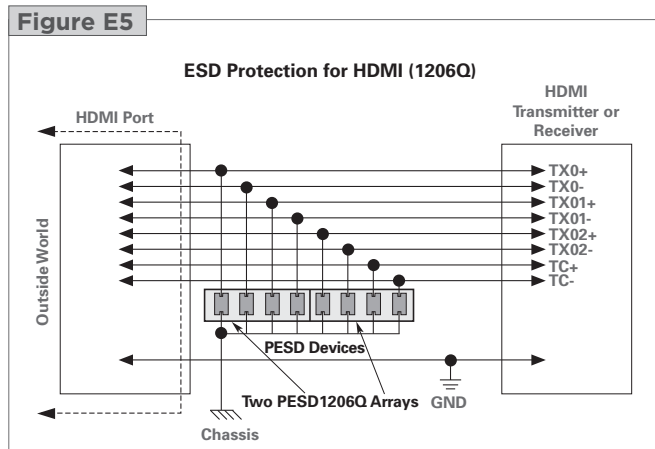 Figure E5
ESD Protection for HDMI (1206Q)
HDMI Port
HDMI
Transmitter or
Receiver
Outside World
TX0+
TX0-
TX01+
TX01-
TX02+
TX02-
TC+
TC-
PESD Devices
Two PESD1206Q Arrays
GND
Chassis